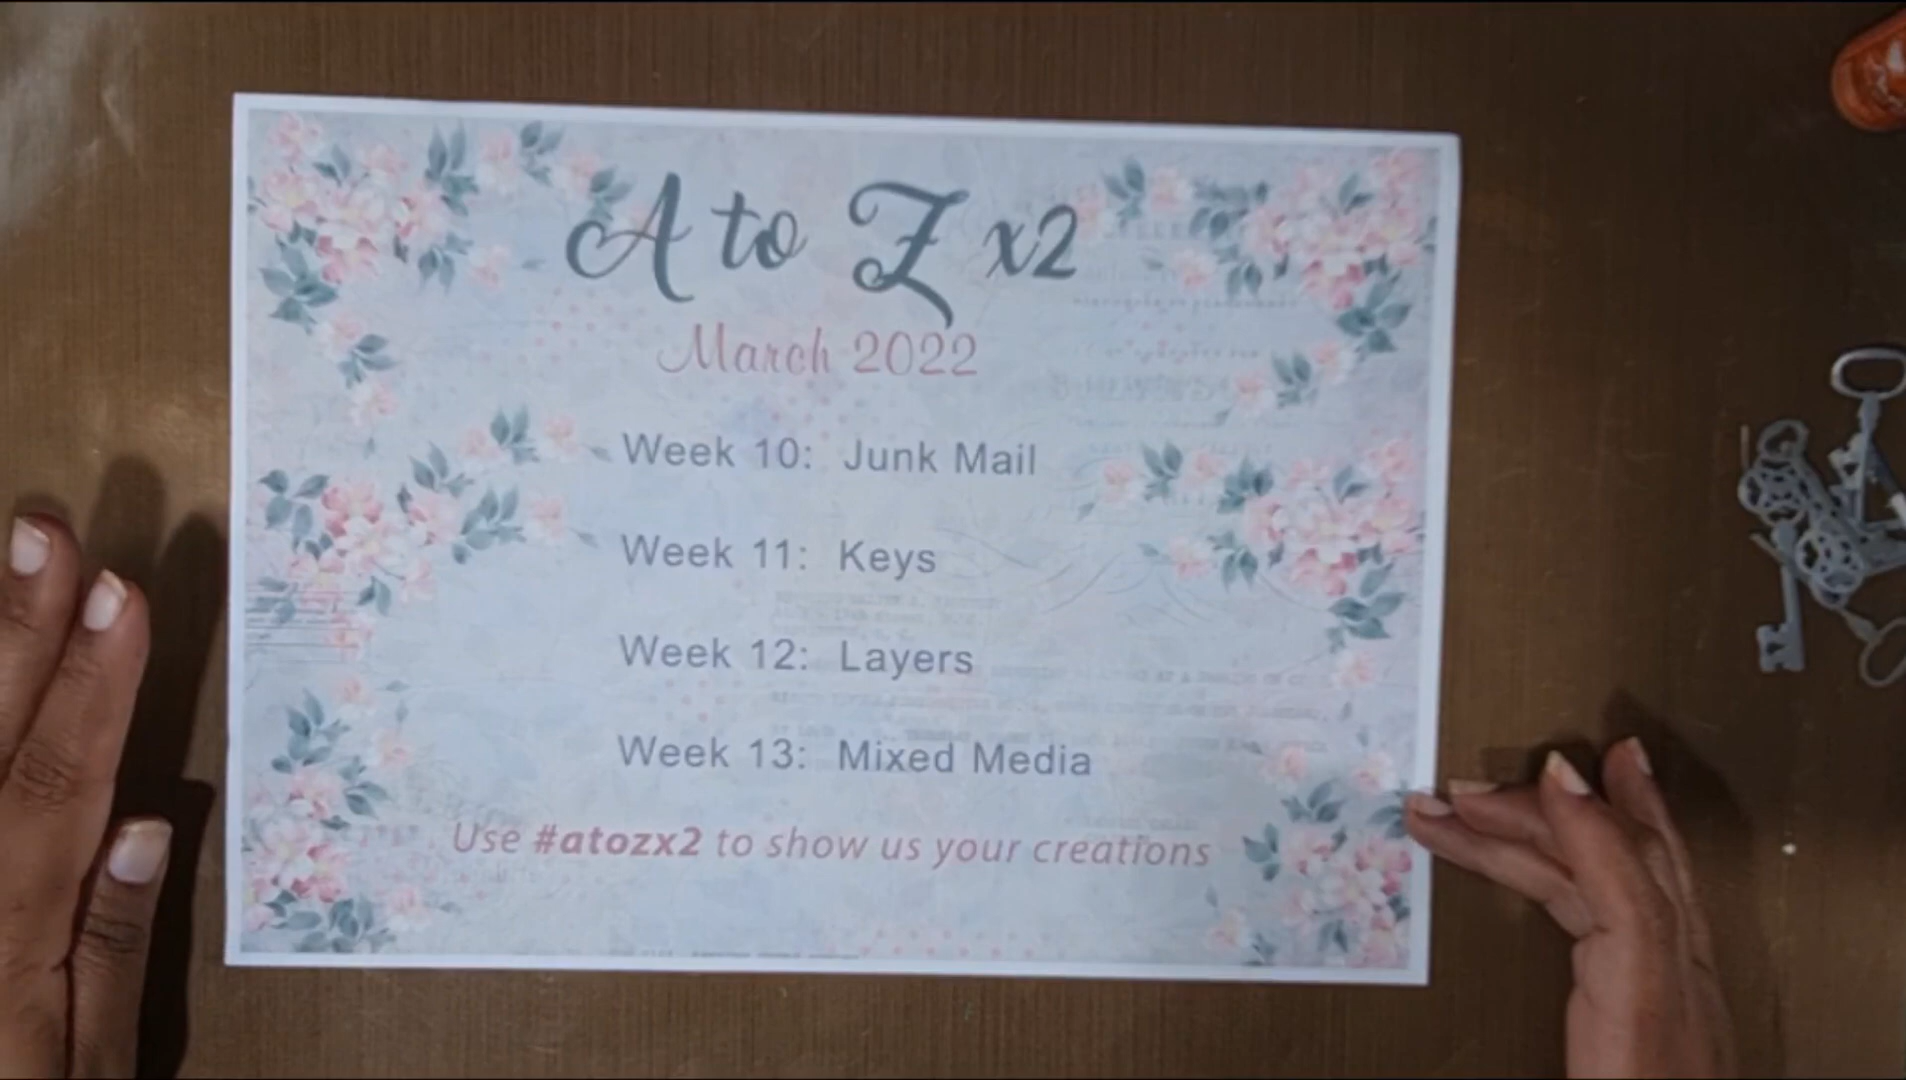 A to Z x2
March 2022
Week 10: Junk Mail
Week 11: Keys
Week 12: Layers
Week 13: Mixed Media
Use #atozx2 to show us your creations